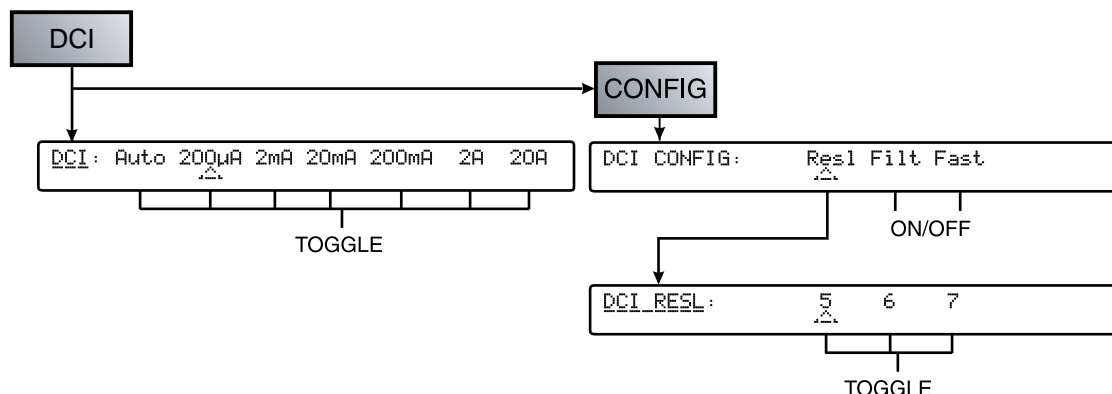 DCI
CONFIG
DCI: Auto 200µA 2mA 20mA 200mA 2A 20A
TOGGLE
DCI CONFIG: Resl Filt Fast
ON/OFF
DCI RESL: 5 6 7
TOGGLE